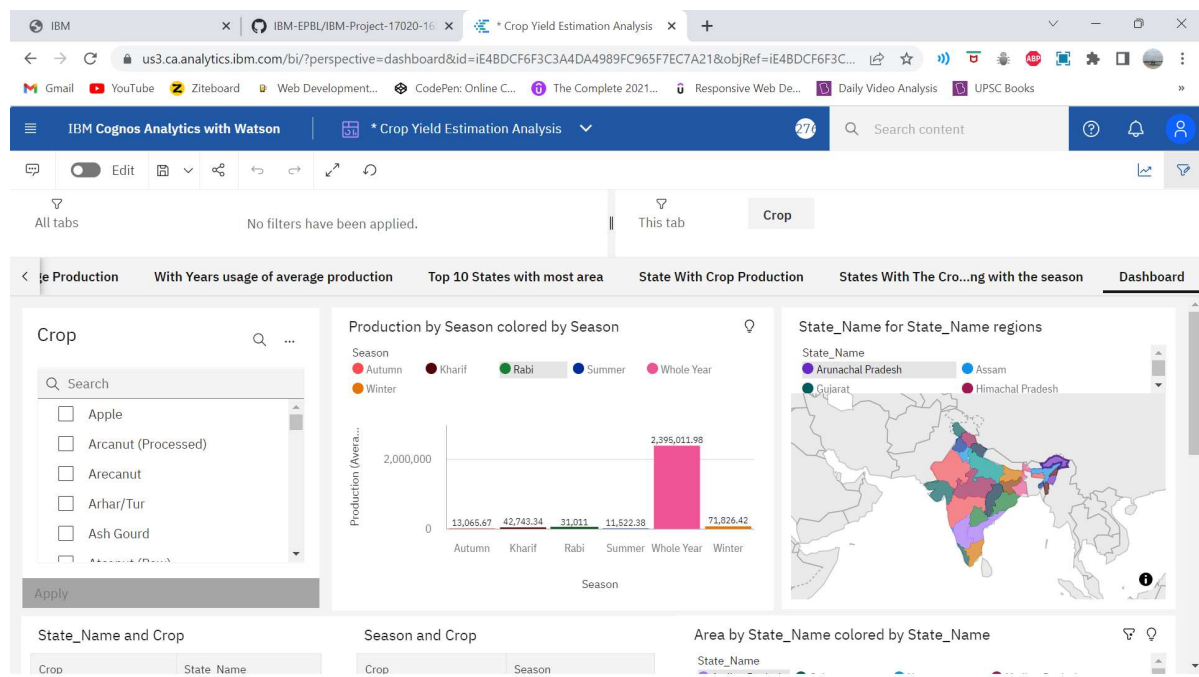 IBM
IBM-EPBL/IBM-Project-17020-16
* Crop Yield Estimation Analysis
us3.ca.analytics.ibm.com/bi/?perspective=dashboard&id=iE4BDCF6F3C3A4DA4989FC965F7EC7A21&objRef=iE4BDCF6F3C...
Gmail YouTube Ziteboard Web Development... CodePen: Online C... The Complete 2021... Responsive Web De... Daily Video Analysis UPSC Books »
IBM Cognos Analytics with Watson
* Crop Yield Estimation Analysis
276
Search content
Edit
All tabs
No filters have been applied.
This tab
Crop
ge Production With Years usage of average production Top 10 States with most area State With Crop Production States With The Cro...ng with the season Dashboard
Crop
Search
Apple
Arcanut (Processed)
Arecanut
Arhar/Tur
Ash Gourd
Apply
Production by Season colored by Season
Season
Autumn Kharif Rabi Summer Whole Year
Winter
Production (Avera...
2,000,000
0
13,066.67 42,743.34 31,011 11,522.38 2,395,011.98 71,826.42
Autumn Kharif Rabi Summer Whole Year Winter
Season
State_Name for State_Name regions
State_Name
Arunachal Pradesh Assam
Gujarat Himachal Pradesh
State_Name and Crop
Crop State_Name
Season and Crop
Crop Season
Area by State_Name colored by State_Name
State_Name